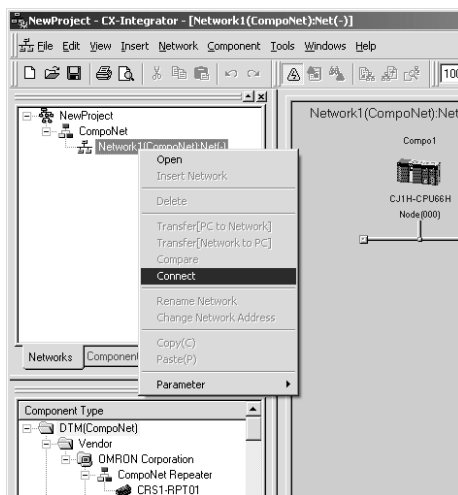 NewProject - CX-Integrator - [Network1(CompoNet):Net(-)]
File Edit View Insert Network Component Tools Windows Help
100
NewProject
CompoNet
Network1(CompoNet):Net(-)
Open
Insert Network
Delete
Transfer[PC to Network]
Transfer[Network to PC]
Compare
Connect
Rename Network
Change Network Address
Copy(C)
Paste(P)
Parameter
Networks
Component
Network1(CompoNet):Net
Compo1
CJ1H-CPU66H
Node(000)
Component Type
DTM(CompoNet)
Vendor
OMRON Corporation
CompoNet Repeater
CRS1-RPT01